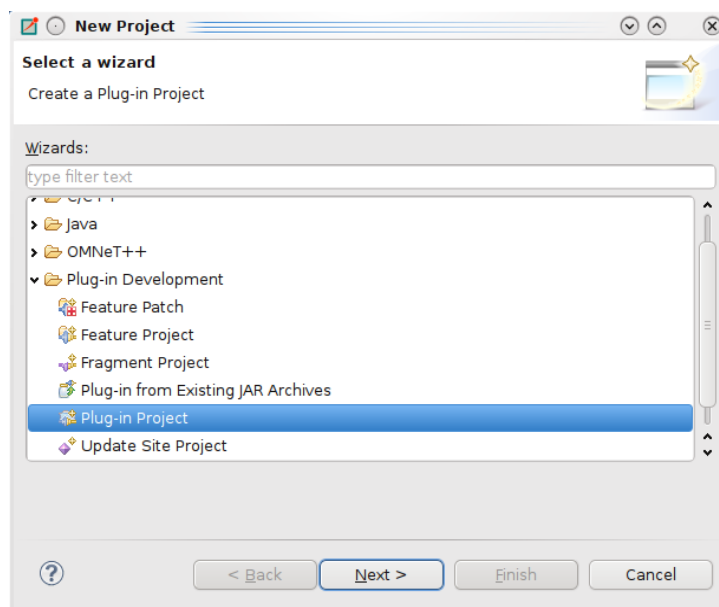 New Project
Select a wizard
Create a Plug-in Project
Wizards:
type filter text
C/C++
Java
OMNeT++
Plug-in Development
Feature Patch
Feature Project
Fragment Project
Plug-in from Existing JAR Archives
Plug-in Project
Update Site Project
? < Back Next > Finish Cancel